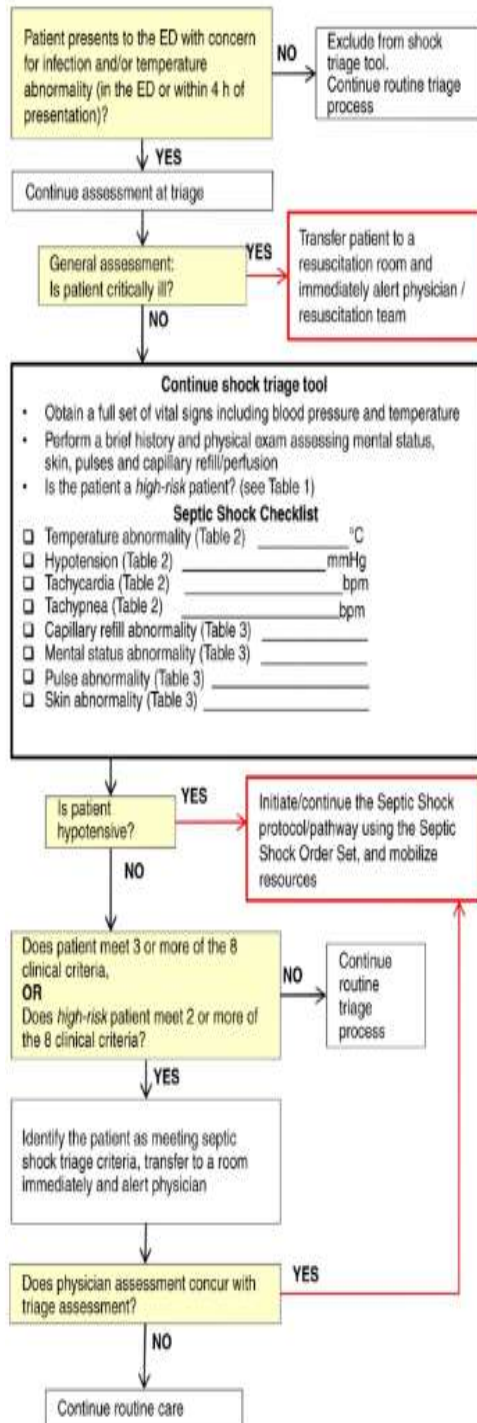 Patient presents to the ED with concern
for infection and/or temperature
abnormality (in the ED or within 4 h of
presentation)?
NO
Exclude from shock
triage tool.
Continue routine triage
process
YES
Continue assessment at triage
General assessment:
Is patient critically ill?
YES
Transfer patient to a
resuscitation room and
immediately alert physician /
resuscitation team
NO
Continue shock triage tool
• Obtain a full set of vital signs including blood pressure and temperature
• Perform a brief history and physical exam assessing mental status,
skin, pulses and capillary refill/perfusion
• Is the patient a high-risk patient? (see Table 1)
Septic Shock Checklist
❑ Temperature abnormality (Table 2) ____________ °C
❑ Hypotension (Table 2) ____________ mmHg
❑ Tachycardia (Table 2) ____________ bpm
❑ Tachypnea (Table 2) ____________ bpm
❑ Capillary refill abnormality (Table 3) ____________
❑ Mental status abnormality (Table 3) ____________
❑ Pulse abnormality (Table 3) ____________
❑ Skin abnormality (Table 3) ____________
Is patient
hypotensive?
YES
Initiate/continue the Septic Shock
protocol/pathway using the Septic
Shock Order Set, and mobilize
resources
NO
Does patient meet 3 or more of the 8
clinical criteria,
OR
Does high-risk patient meet 2 or more of
the 8 clinical criteria?
NO
Continue
routine
triage
process
YES
Identify the patient as meeting septic
shock triage criteria, transfer to a room
immediately and alert physician
Does physician assessment concur with
triage assessment?
YES
NO
Continue routine care